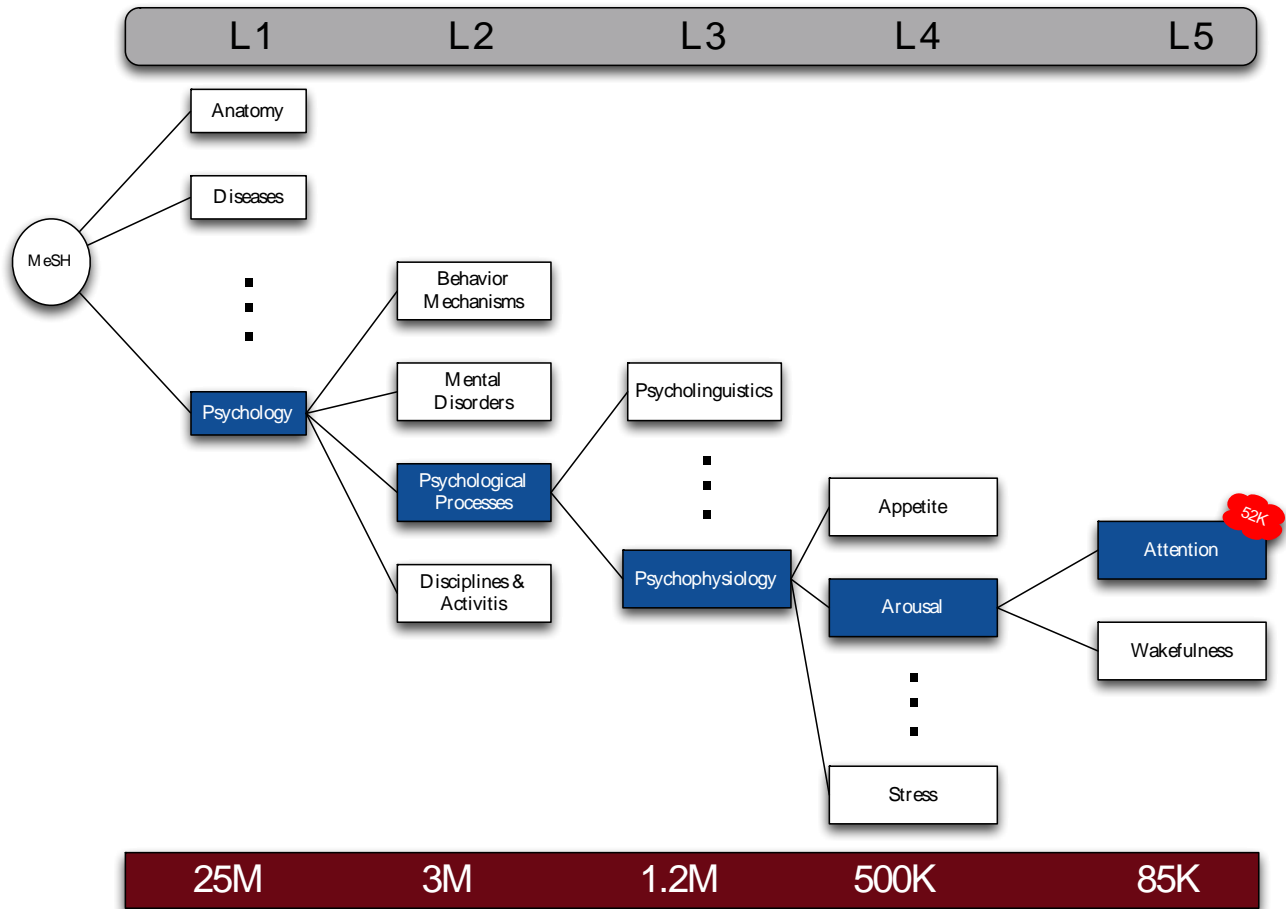 L1 L2 L3 L4 L5
Anatomy
Diseases
MeSH
Behavior
Mechanisms
Mental
Disorders
Psycholinguistics
Psychology
Psychological
Processes
Appetite
52K
Attention
Psychophysiology
Disciplines &
Activitis
Arousal
Wakefulness
Stress
25M 3M 1.2M 500K 85K